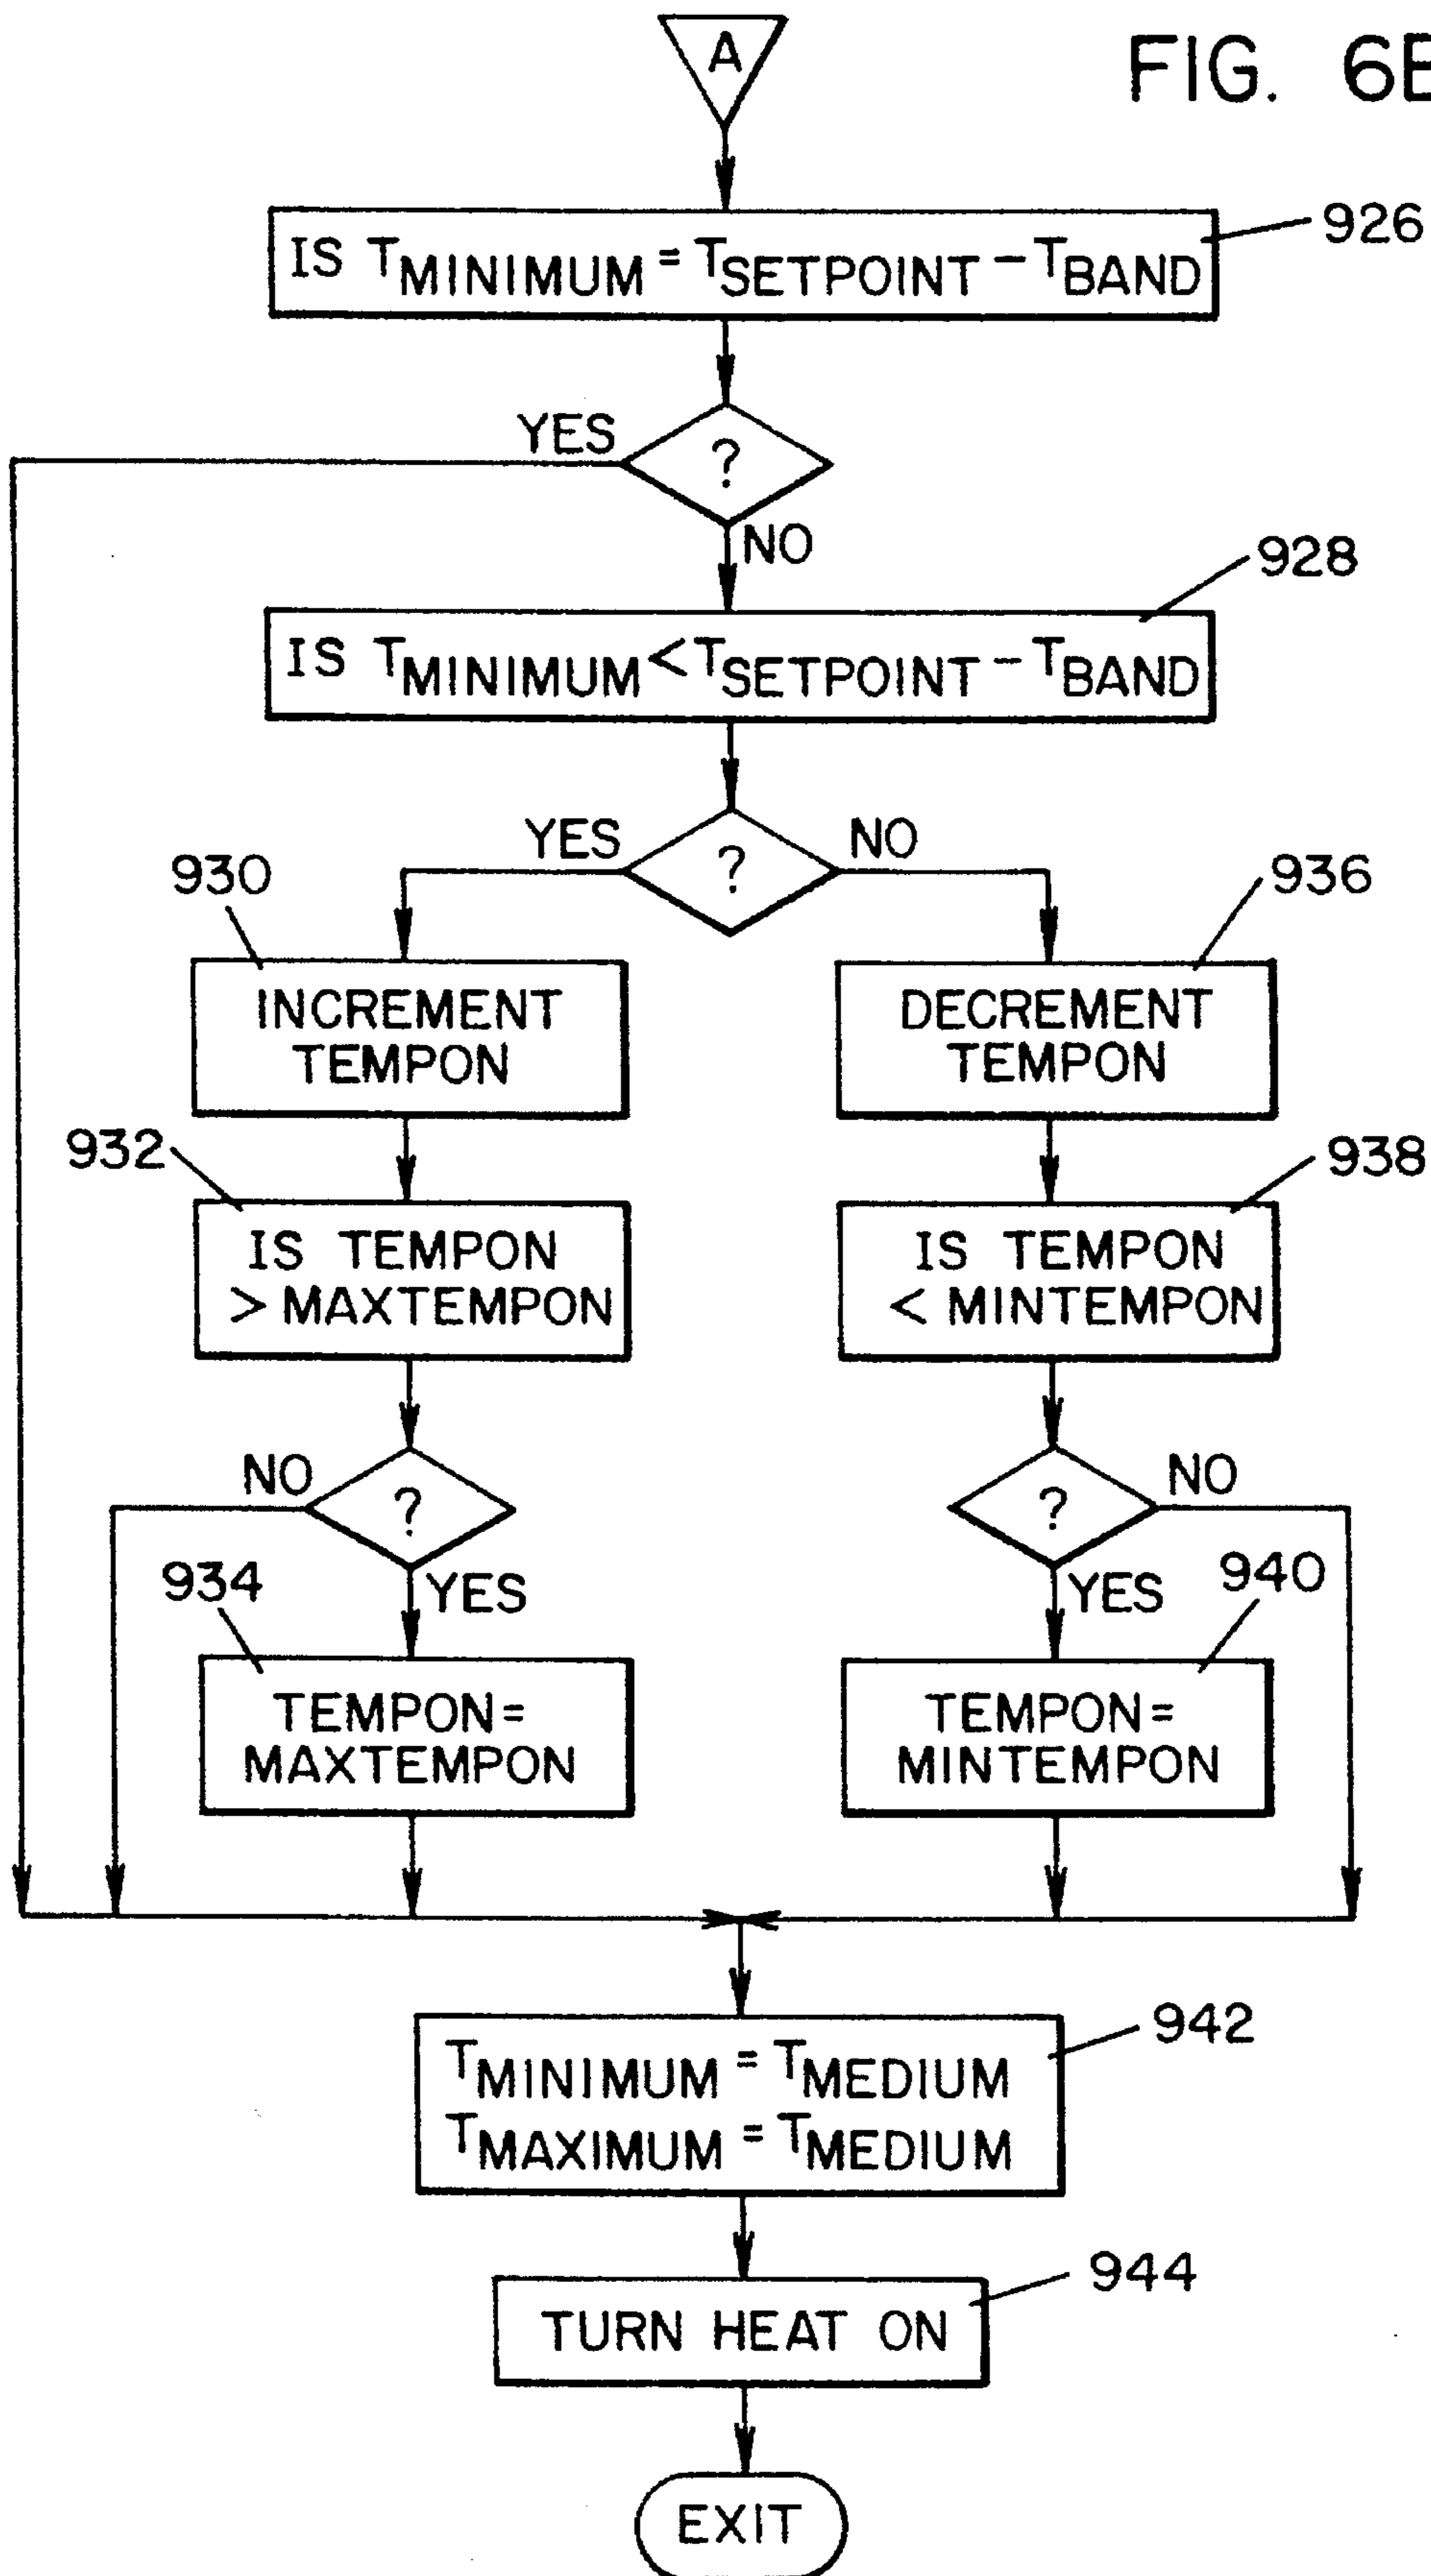 A
FIG. 6B
IS TMINIMUM = TSETPOINT - TBAND
926
YES
?
NO
928
IS TMINIMUM < TSETPOINT - TBAND
YES
?
NO
930
936
INCREMENT
TEMPON
DECREMENT
TEMPON
932
938
IS TEMPON
> MAXTEMPON
IS TEMPON
< MINTEMPON
NO
?
YES
?
NO
YES
934
940
TEMPON=
MAXTEMPON
TEMPON=
MINTEMPON
942
TMINIMUM = TMEDIUM
TMAXIMUM = TMEDIUM
944
TURN HEAT ON
EXIT